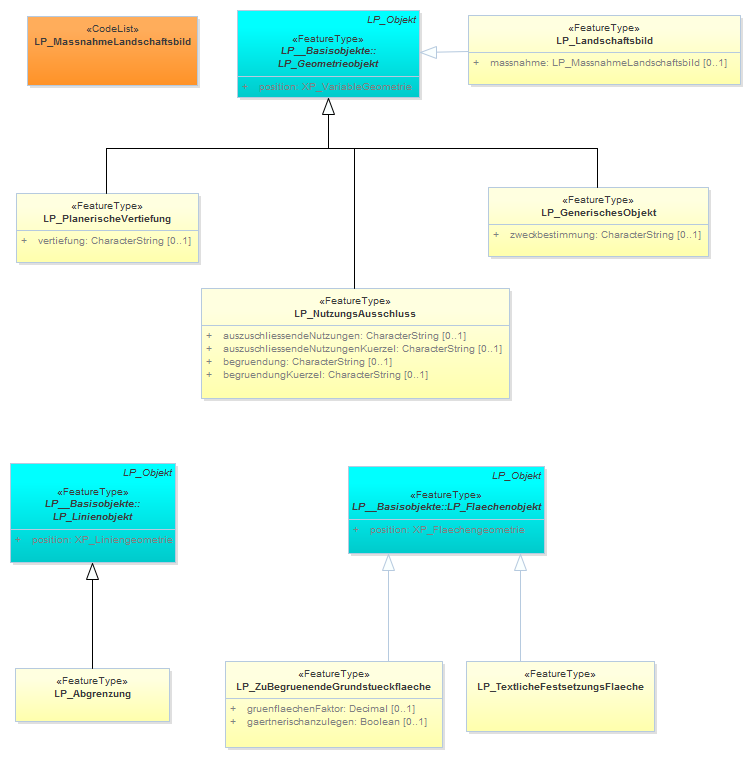 «CodeList»
LP_MassnahmeLandschaftsbild
LP_Objekt
«FeatureType»
LP__Basisobjekte::
LP_Geometrieobjekt
+ position: XP_VariableGeometrie
«FeatureType»
LP_Landschaftsbild
+ massnahme: LP_MassnahmeLandschaftsbild [0..1]
«FeatureType»
LP_PlanerischeVertiefung
+ vertiefung: CharacterString [0..1]
«FeatureType»
LP_GenerischesObjekt
+ zweckbestimmung: CharacterString [0..1]
«FeatureType»
LP_NutzungsAusschluss
+ auszuschliessendeNutzungen: CharacterString [0..1]
+ auszuschliessendeNutzungenKuerzel: CharacterString [0..1]
+ begruendung: CharacterString [0..1]
+ begruendungKuerzel: CharacterString [0..1]
LP_Objekt
«FeatureType»
LP__Basisobjekte::
LP_Linienobjekt
+ position: XP_Liniengeometrie
LP_Objekt
«FeatureType»
LP__Basisobjekte::LP_Flaechenobjekt
+ position: XP_Flaechengeometrie
«FeatureType»
LP_Abgrenzung
«FeatureType»
LP_ZuBegruenendeGrundstueckflaeche
+ gruenflaechenFaktor: Decimal [0..1]
+ gaertnerischanzulegen: Boolean [0..1]
«FeatureType»
LP_TextlicheFestsetzungsFlaeche